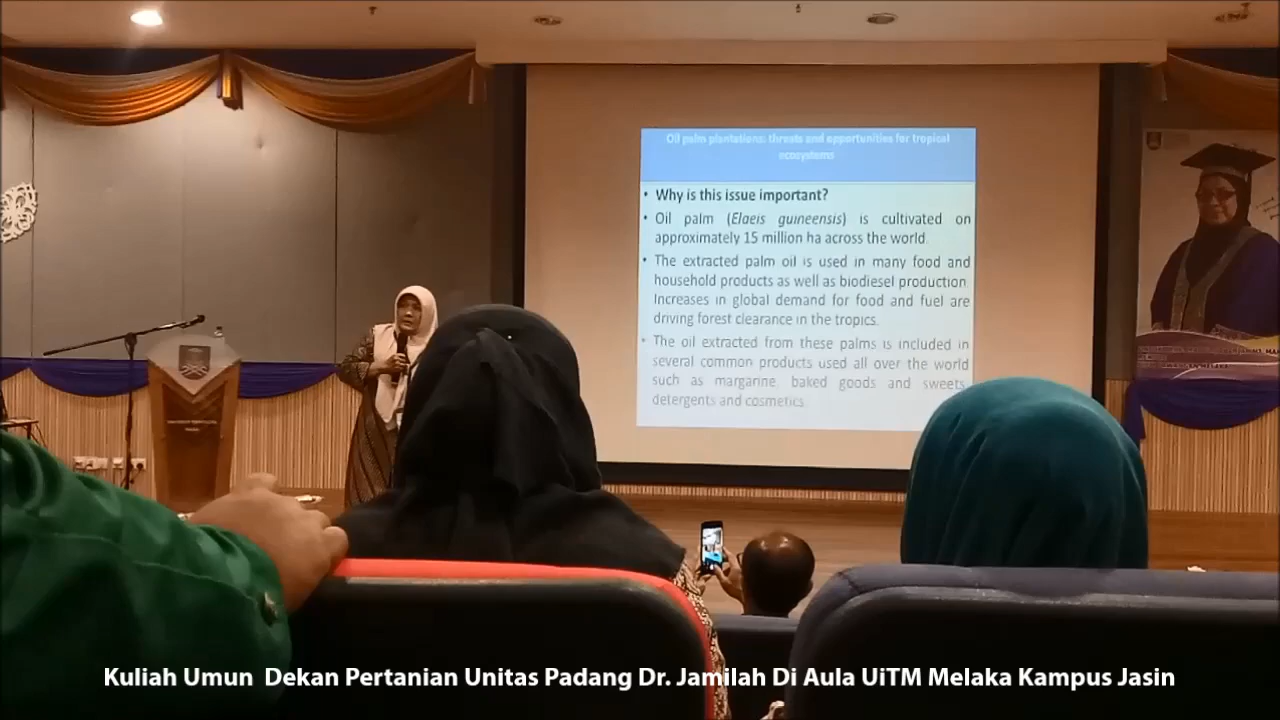 Oil palm plantations: threats and opportunities for tropical
ecosystems
• Why is this issue important?
• Oil palm (Elaeis guineensis) is cultivated on
approximately 15 million ha across the world.
• The extracted palm oil is used in many food and
household products as well as biodiesel production.
Increases in global demand for food and fuel are
driving forest clearance in the tropics.
• The oil extracted from these palms is included in
several common products used all over the world
such as margarine, baked goods and sweets,
detergents and cosmetics.
Kuliah Umun Dekan Pertanian Unitas Padang Dr. Jamilah Di Aula UiTM Melaka Kampus Jasin